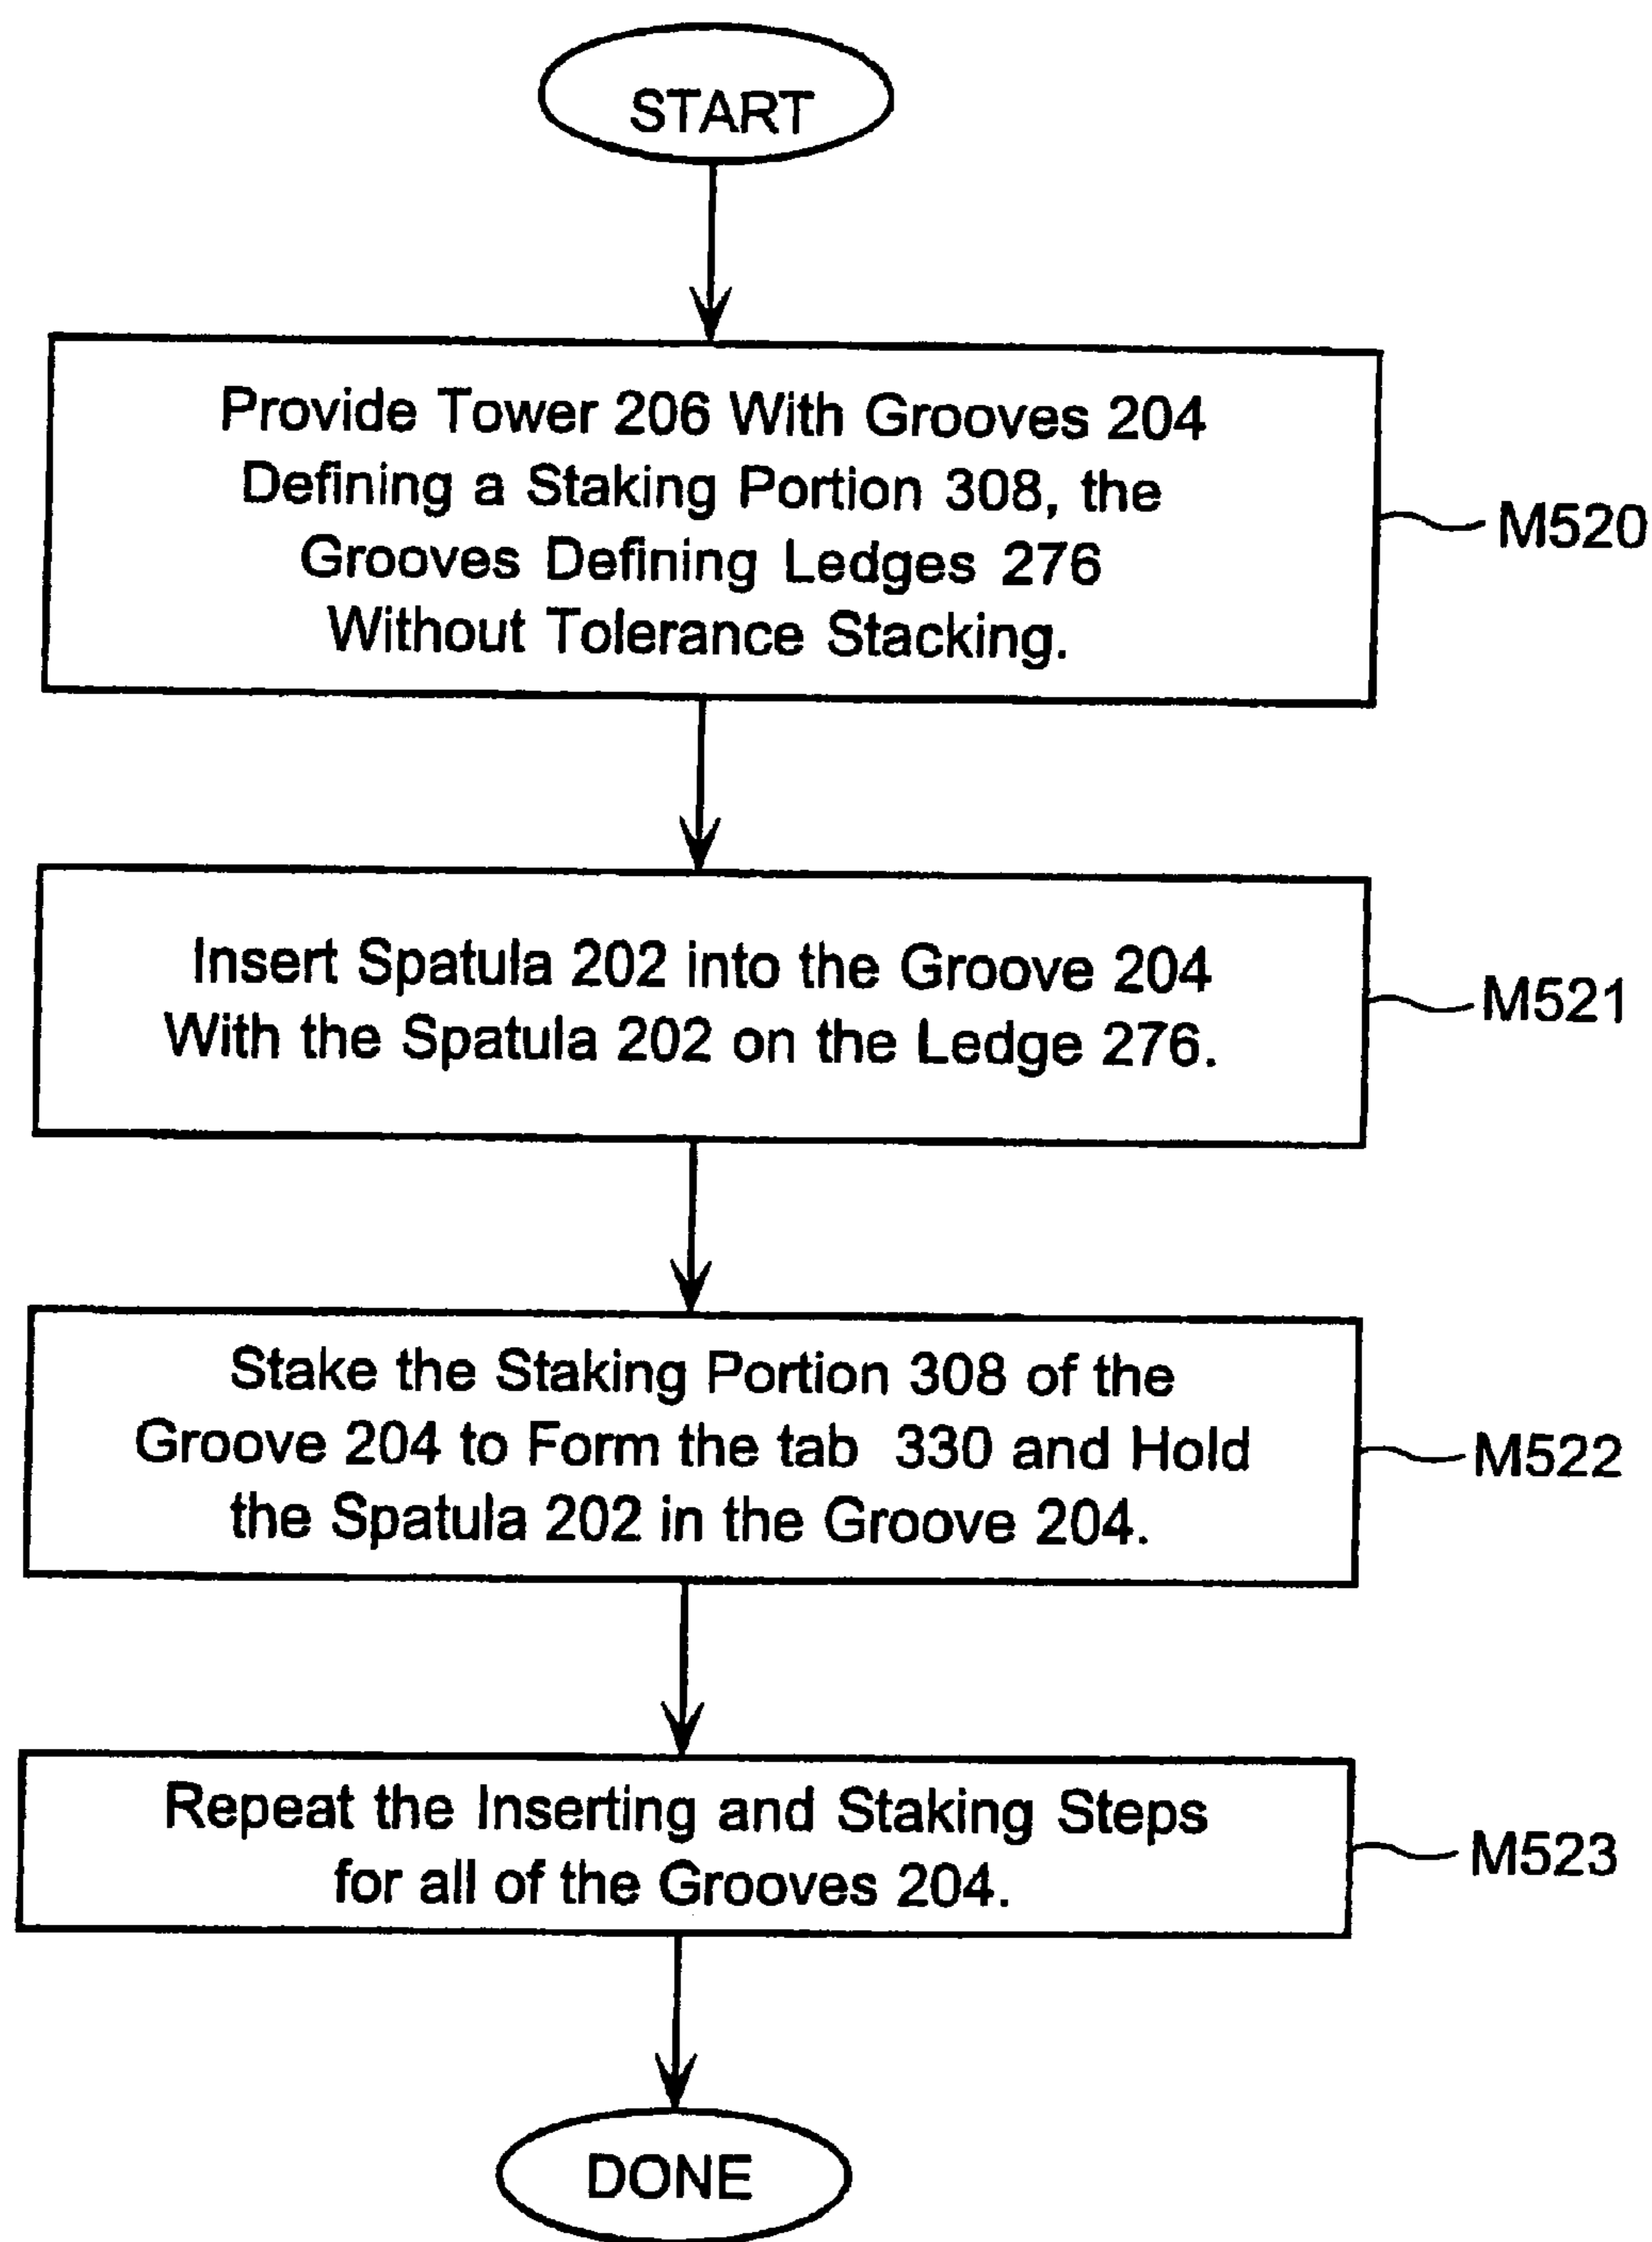 START
Provide Tower 206 With Grooves 204
Defining a Staking Portion 308, the
Grooves Defining Ledges 276
Without Tolerance Stacking.
M520
Insert Spatula 202 into the Groove 204
With the Spatula 202 on the Ledge 276.
M521
Stake the Staking Portion 308 of the
Groove 204 to Form the tab 330 and Hold
the Spatula 202 in the Groove 204.
M522
Repeat the Inserting and Staking Steps
for all of the Grooves 204.
M523
DONE